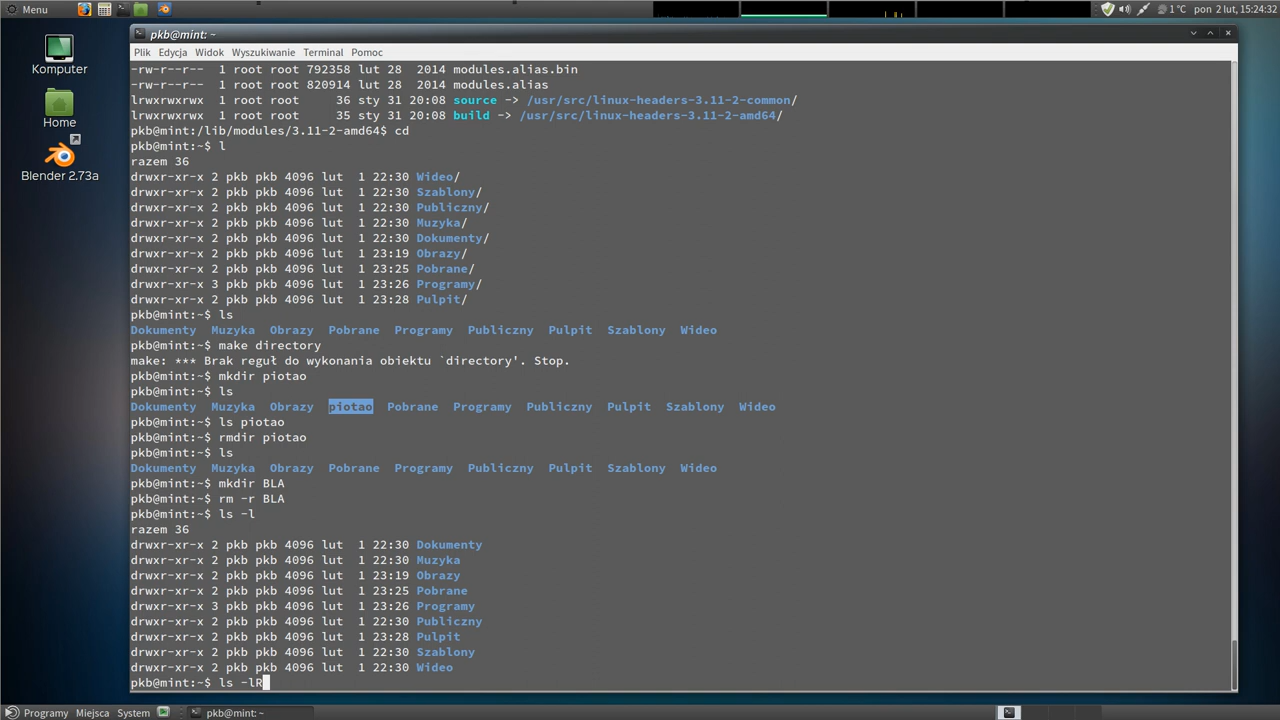 Menu
1 °C pon 2 lut, 15:24:32
Komputer
Home
Blender 2.73a
pkb@mint: ~
Plik Edycja Widok Wyszukiwanie Terminal Pomoc
-rw-r--r-- 1 root root 792358 lut 28 2014 modules.alias.bin
-rw-r--r-- 1 root root 820914 lut 28 2014 modules.alias
lrwxrwxrwx 1 root root 36 sty 31 20:08 source -> /usr/src/linux-headers-3.11-2-common/
lrwxrwxrwx 1 root root 35 sty 31 20:08 build -> /usr/src/linux-headers-3.11-2-amd64/
pkb@mint:/lib/modules/3.11-2-amd64$ cd
pkb@mint:~$ l
razem 36
drwxr-xr-x 2 pkb pkb 4096 lut 1 22:30 Wideo/
drwxr-xr-x 2 pkb pkb 4096 lut 1 22:30 Szablony/
drwxr-xr-x 2 pkb pkb 4096 lut 1 22:30 Publiczny/
drwxr-xr-x 2 pkb pkb 4096 lut 1 22:30 Muzyka/
drwxr-xr-x 2 pkb pkb 4096 lut 1 22:30 Dokumenty/
drwxr-xr-x 2 pkb pkb 4096 lut 1 23:19 Obrazy/
drwxr-xr-x 2 pkb pkb 4096 lut 1 23:25 Pobrane/
drwxr-xr-x 3 pkb pkb 4096 lut 1 23:26 Programy/
drwxr-xr-x 2 pkb pkb 4096 lut 1 23:28 Pulpit/
pkb@mint:~$ ls
Dokumenty Muzyka Obrazy Pobrane Programy Publiczny Pulpit Szablony Wideo
pkb@mint:~$ make directory
make: *** Brak reguł do wykonania obiektu `directory'. Stop.
pkb@mint:~$ mkdir piotao
pkb@mint:~$ ls
Dokumenty Muzyka Obrazy piotao Pobrane Programy Publiczny Pulpit Szablony Wideo
pkb@mint:~$ ls piotao
pkb@mint:~$ rmdir piotao
pkb@mint:~$ ls
Dokumenty Muzyka Obrazy Pobrane Programy Publiczny Pulpit Szablony Wideo
pkb@mint:~$ mkdir BLA
pkb@mint:~$ rm -r BLA
pkb@mint:~$ ls -l
razem 36
drwxr-xr-x 2 pkb pkb 4096 lut 1 22:30 Dokumenty
drwxr-xr-x 2 pkb pkb 4096 lut 1 22:30 Muzyka
drwxr-xr-x 2 pkb pkb 4096 lut 1 23:19 Obrazy
drwxr-xr-x 2 pkb pkb 4096 lut 1 23:25 Pobrane
drwxr-xr-x 3 pkb pkb 4096 lut 1 23:26 Programy
drwxr-xr-x 2 pkb pkb 4096 lut 1 22:30 Publiczny
drwxr-xr-x 2 pkb pkb 4096 lut 1 23:28 Pulpit
drwxr-xr-x 2 pkb pkb 4096 lut 1 22:30 Szablony
drwxr-xr-x 2 pkb pkb 4096 lut 1 22:30 Wideo
pkb@mint:~$ ls -lR
Programy Miejsca System pkb@mint: ~